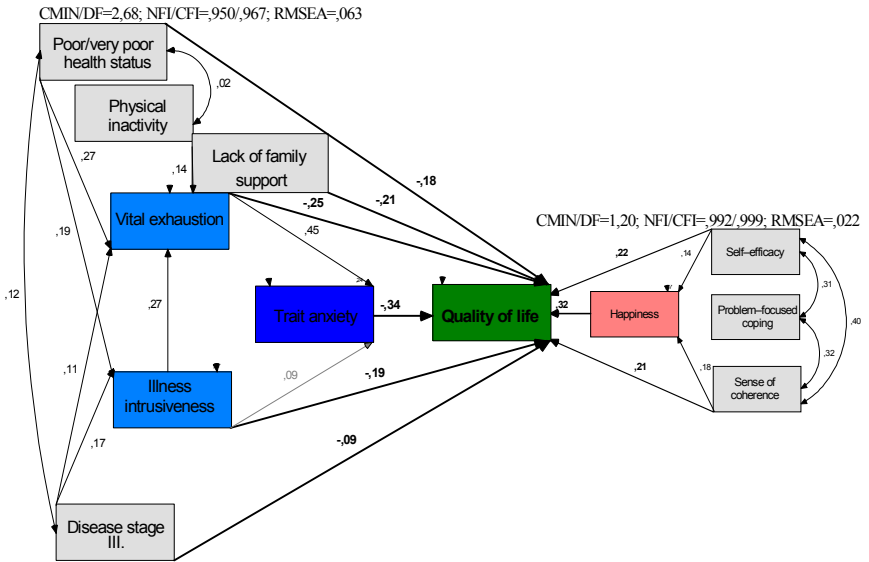 CMIN/DF=2,68; NFI/CFI=,950/,967; RMSEA=,063
Poor/very poor
health status
,02
Physical
inactivity
Lack of family
support
,14
,27
-,18
-,21
-,25
Vital exhaustion
,45
,19
,27
,12
Trait anxiety
-,34
Quality of life
,09
-,19
Illness
intrusiveness
,11
,17
-,09
Disease stage
III.
CMIN/DF=1,20; NFI/CFI=,992/,999; RMSEA=,022
,22
,14
Self–efficacy
,31
,32
Happiness
Problem–focused
coping
,40
,32
,18
,21
Sense of
coherence